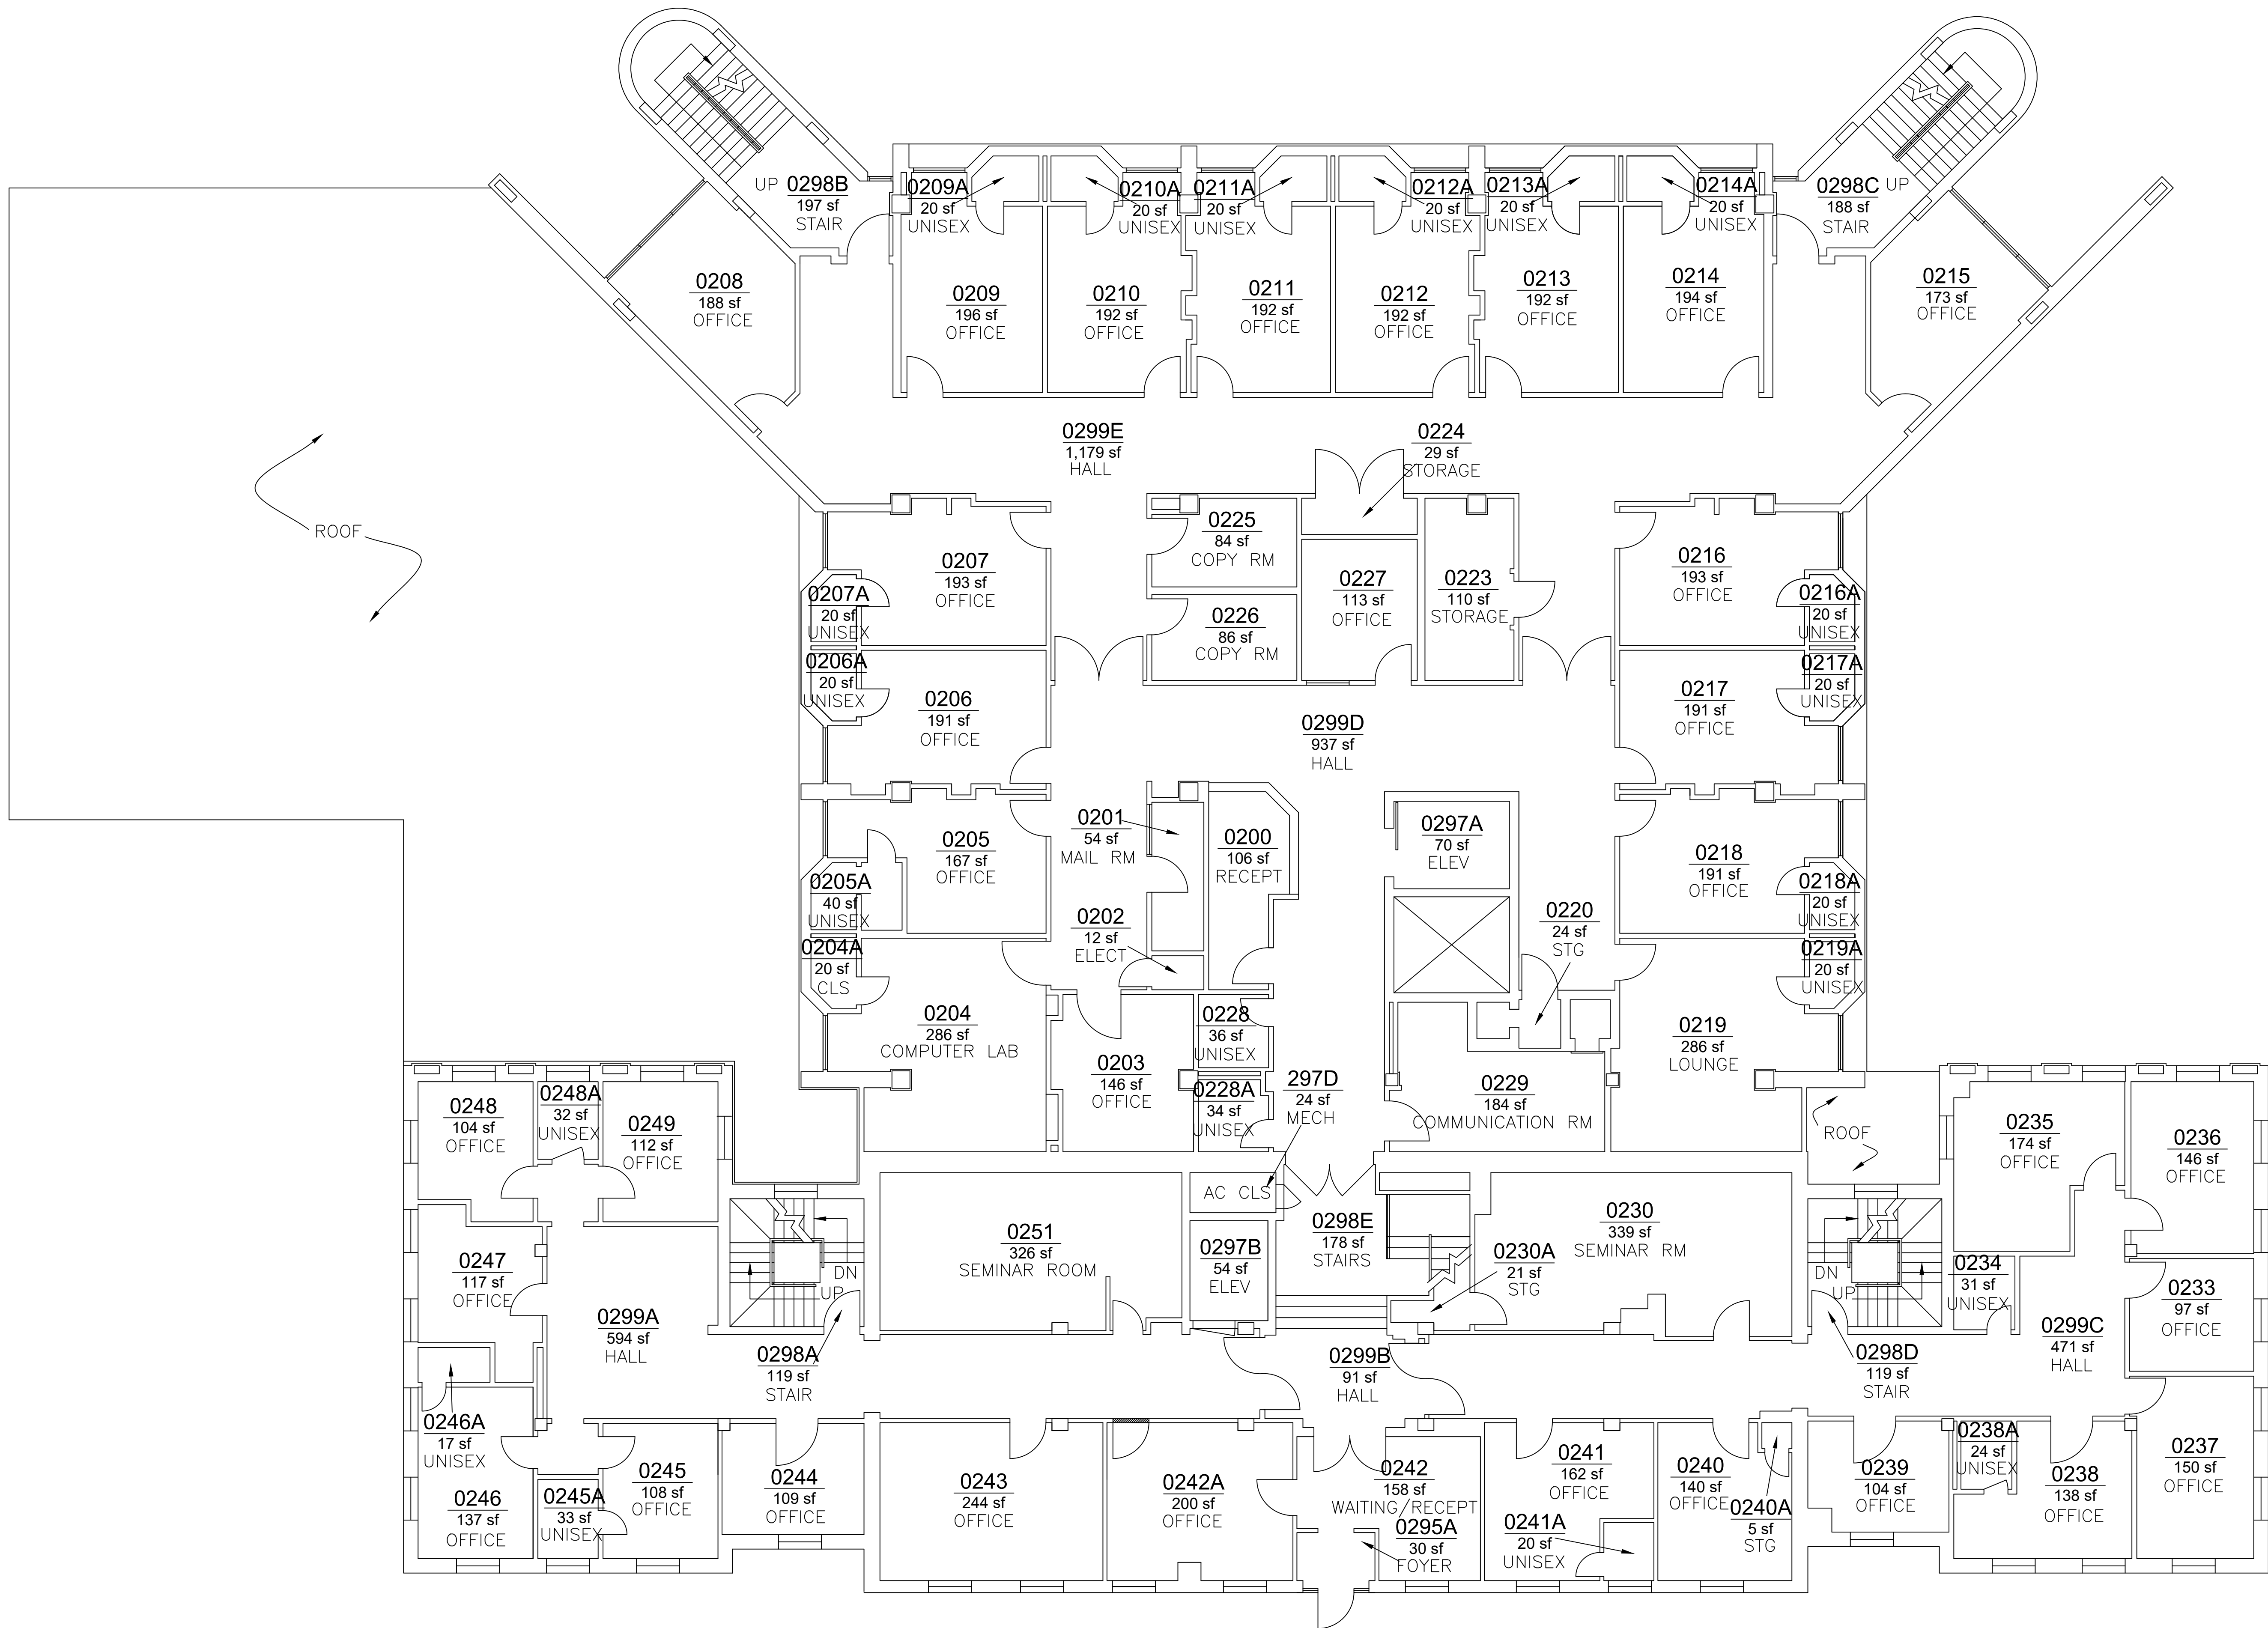 UP
0298B
197 sf
STAIR
0209A
20 sf
UNISEX
0210A
20 sf
UNISEX
0211A
20 sf
UNISEX
0212A
20 sf
UNISEX
0213A
20 sf
UNISEX
0214A
20 sf
UNISEX
0298C
188 sf
STAIR
UP
0208
188 sf
OFFICE
0209
196 sf
OFFICE
0210
192 sf
OFFICE
0211
192 sf
OFFICE
0212
192 sf
OFFICE
0213
192 sf
OFFICE
0214
194 sf
OFFICE
0215
173 sf
OFFICE
0299E
1,179 sf
HALL
0224
29 sf
STORAGE
ROOF
0225
84 sf
COPY RM
0207
193 sf
OFFICE
0207A
20 sf
UNISEX
0227
113 sf
OFFICE
0223
110 sf
STORAGE
0216
193 sf
OFFICE
0216A
20 sf
UNISEX
0226
86 sf
COPY RM
0206A
20 sf
UNISEX
0206
191 sf
OFFICE
0217
191 sf
OFFICE
0217A
20 sf
UNISEX
0299D
937 sf
HALL
0205
167 sf
OFFICE
0201
54 sf
MAIL RM
0200
106 sf
RECEPT
0297A
70 sf
ELEV
0218
191 sf
OFFICE
0205A
40 sf
UNISEX
0218A
20 sf
UNISEX
0202
12 sf
ELECT
0220
24 sf
STG
0204A
20 sf
CLS
0219A
20 sf
UNISEX
0204
286 sf
COMPUTER LAB
0228
36 sf
UNISEX
0219
286 sf
LOUNGE
0203
146 sf
OFFICE
0228A
34 sf
UNISEX
297D
24 sf
MECH
0229
184 sf
COMMUNICATION RM
ROOF
0248
104 sf
OFFICE
0248A
32 sf
UNISEX
0249
112 sf
OFFICE
0235
174 sf
OFFICE
0236
146 sf
OFFICE
AC CLS
0251
326 sf
SEMINAR ROOM
0298E
178 sf
STAIRS
0230
339 sf
SEMINAR RM
0247
117 sf
OFFICE
DN
UP
0297B
54 sf
ELEV
0230A
21 sf
STG
DN
UP
0234
31 sf
UNISEX
0233
97 sf
OFFICE
0299A
594 sf
HALL
0298A
119 sf
STAIR
0299B
91 sf
HALL
0298D
119 sf
STAIR
0299C
471 sf
HALL
0246A
17 sf
UNISEX
0246
137 sf
OFFICE
0245A
33 sf
UNISEX
0245
108 sf
OFFICE
0244
109 sf
OFFICE
0243
244 sf
OFFICE
0242A
200 sf
OFFICE
0242
158 sf
WAITING/RECEPT
0295A
30 sf
FOYER
0241
162 sf
OFFICE
0241A
20 sf
UNISEX
0240
140 sf
OFFICE
0240A
5 sf
STG
0239
104 sf
OFFICE
0238A
24 sf
UNISEX
0238
138 sf
OFFICE
0237
150 sf
OFFICE